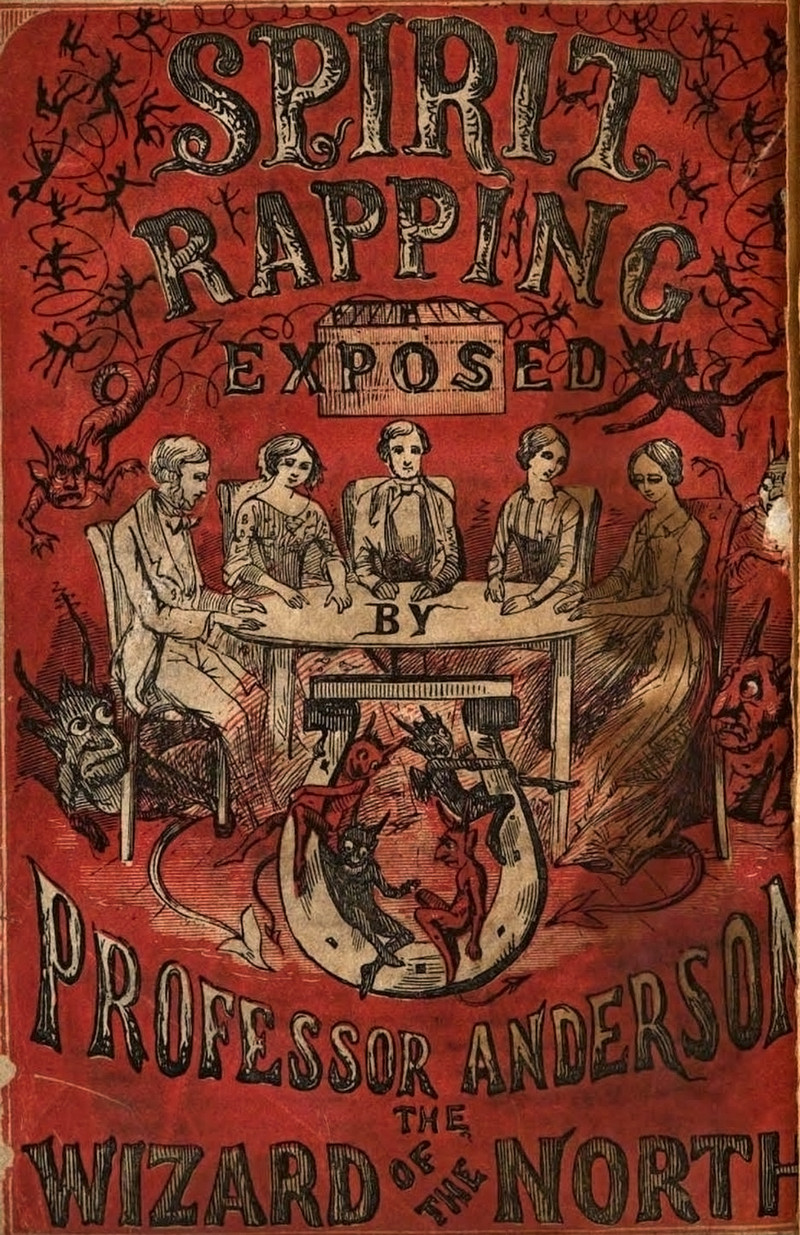 SPIRIT
RAPPING
EXPOSED
BY
PROFESSOR ANDERSON
THE
WIZARD OF THE NORTH